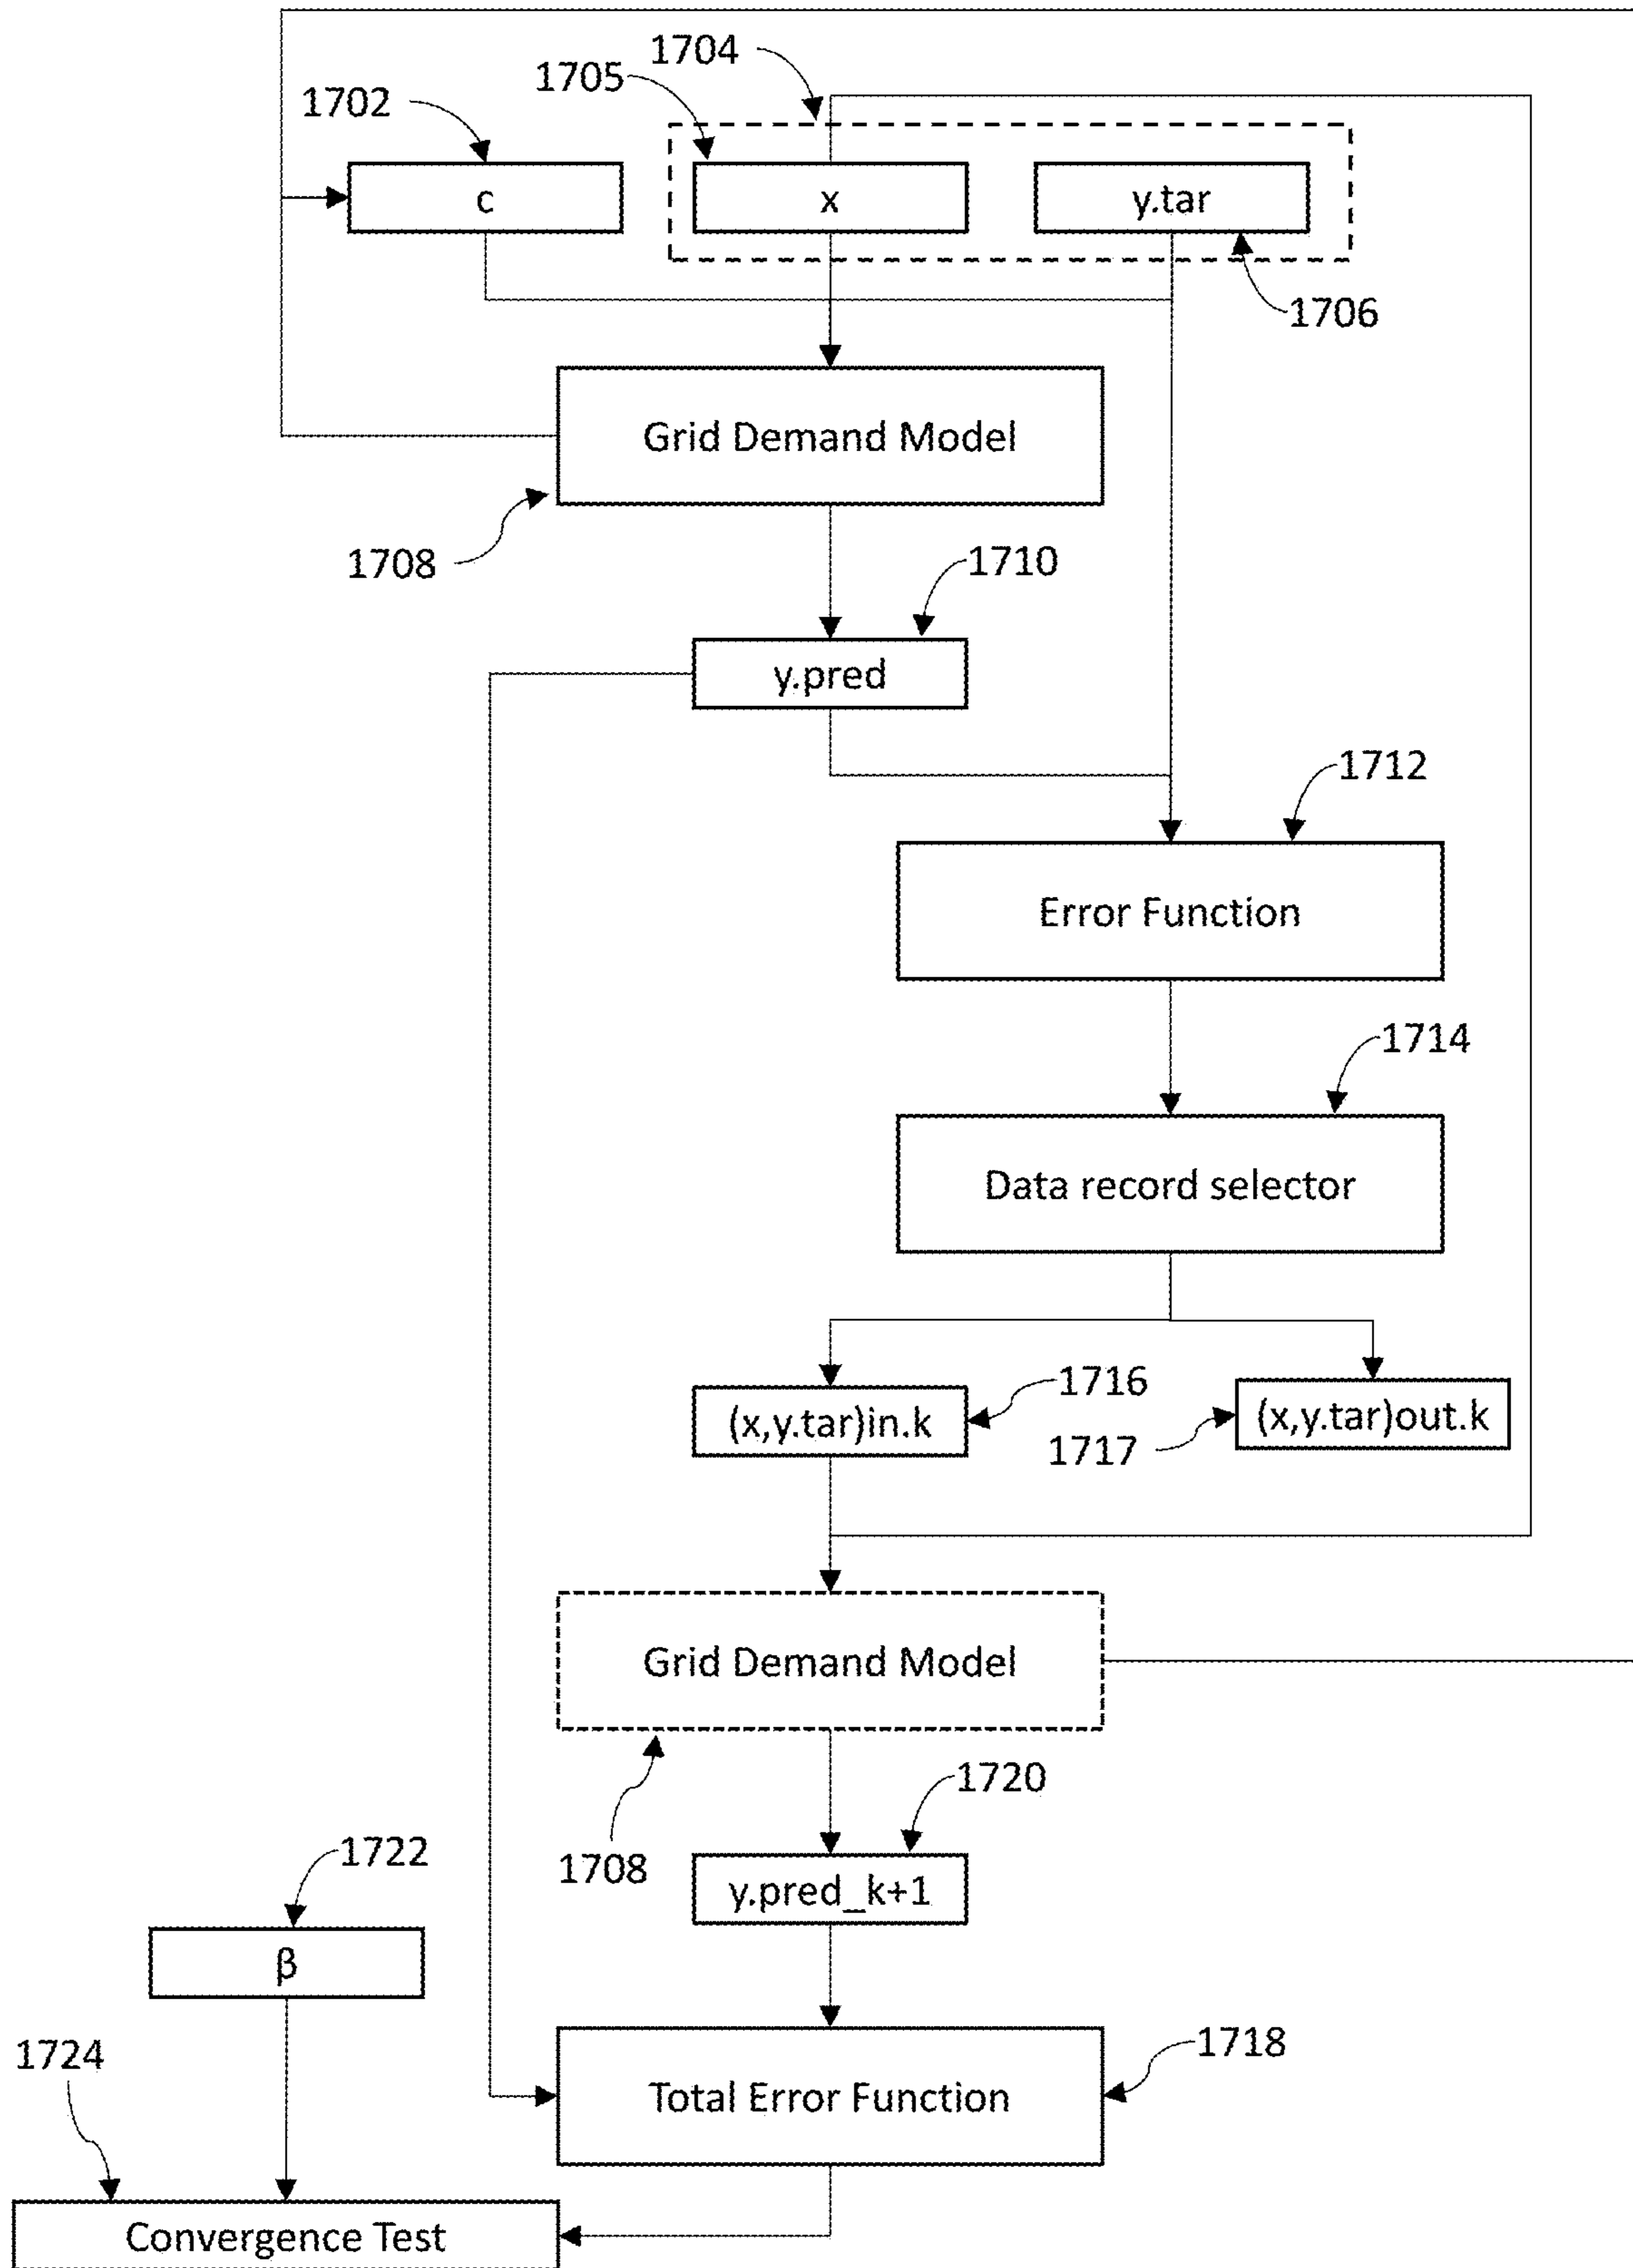 1704
1705
1702
c
x
y.tar
1706
Grid Demand Model
1708
1710
y.pred
1712
Error Function
1714
Data record selector
1716
(x,y.tar)in.k
(x,y.tar)out.k
1717
Grid Demand Model
1720
1708
1722
y.pred_k+1
β
1718
1724
Total Error Function
Convergence Test